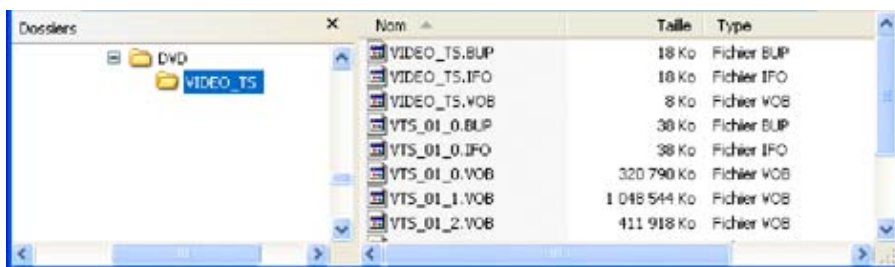 Dossiers
DVD
VIDEO_TS
Nom Taille Type
VIDEO_TS.BUP 18 Ko Fichier BUP
VIDEO_TS.IFO 18 Ko Fichier IFO
VIDEO_TS.VOB 8 Ko Fichier VOB
VTS_01_0.BUP 38 Ko Fichier BUP
VTS_01_0.IFO 38 Ko Fichier IFO
VTS_01_0.VOB 320 790 Ko Fichier VOB
VTS_01_1.VOB 1 048 544 Ko Fichier VOB
VTS_01_2.VOB 411 918 Ko Fichier VOB